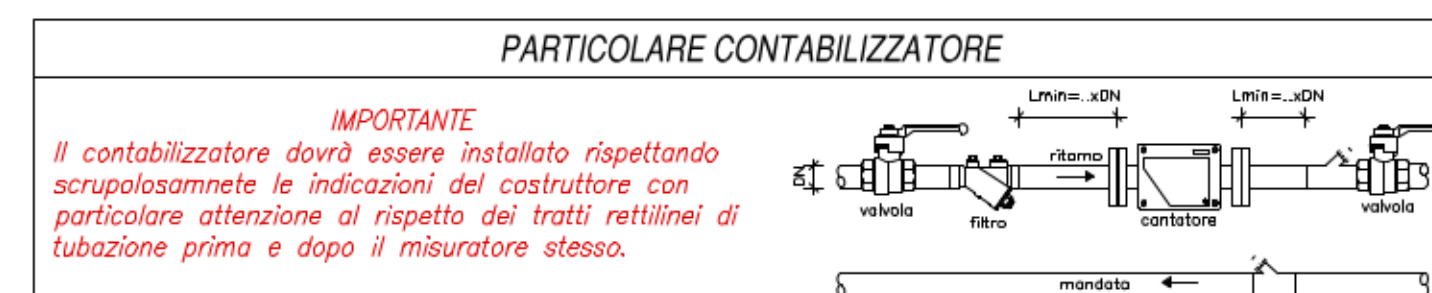 PARTICOLARE CONTABILIZZATORE
IMPORTANTE
Il contabilizzatore dovrà essere installato rispettando
scrupolosamnete le indicazioni del costruttore con
particolare attenzione al rispetto dei tratti rettilinei di
tubazione prima e dopo il misuratore stesso.
Lmin=..xDN
Lmin=..xDN
DN
ritorno
valvola
filtro
cantatore
valvola
mandata